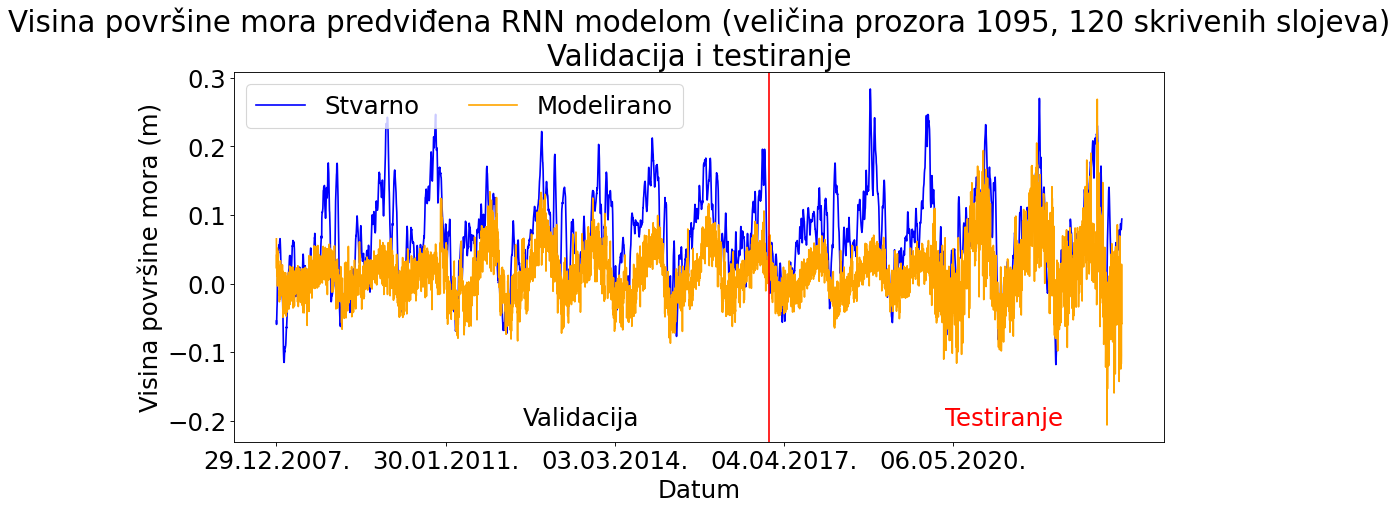 Visina površine mora predviđena RNN modelom (veličina prozora 1095, 120 skrivenih slojeva)
Validacija i testiranje
Stvarno Modelirano
Visina površine mora (m)
0.3
0.2
0.1
0.0
−0.1
−0.2
Validacija Testiranje
29.12.2007. 30.01.2011. 03.03.2014. 04.04.2017. 06.05.2020.
Datum